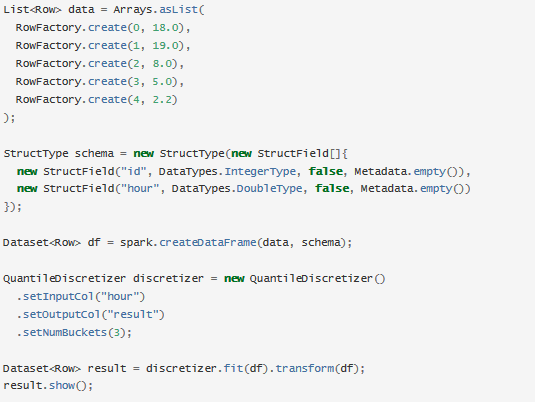 List<Row> data = Arrays.asList(
  RowFactory.create(0, 18.0),
  RowFactory.create(1, 19.0),
  RowFactory.create(2, 8.0),
  RowFactory.create(3, 5.0),
  RowFactory.create(4, 2.2)
);

StructType schema = new StructType(new StructField[]{
  new StructField("id", DataTypes.IntegerType, false, Metadata.empty()),
  new StructField("hour", DataTypes.DoubleType, false, Metadata.empty())
});

Dataset<Row> df = spark.createDataFrame(data, schema);

QuantileDiscretizer discretizer = new QuantileDiscretizer()
  .setInputCol("hour")
  .setOutputCol("result")
  .setNumBuckets(3);

Dataset<Row> result = discretizer.fit(df).transform(df);
result.show();